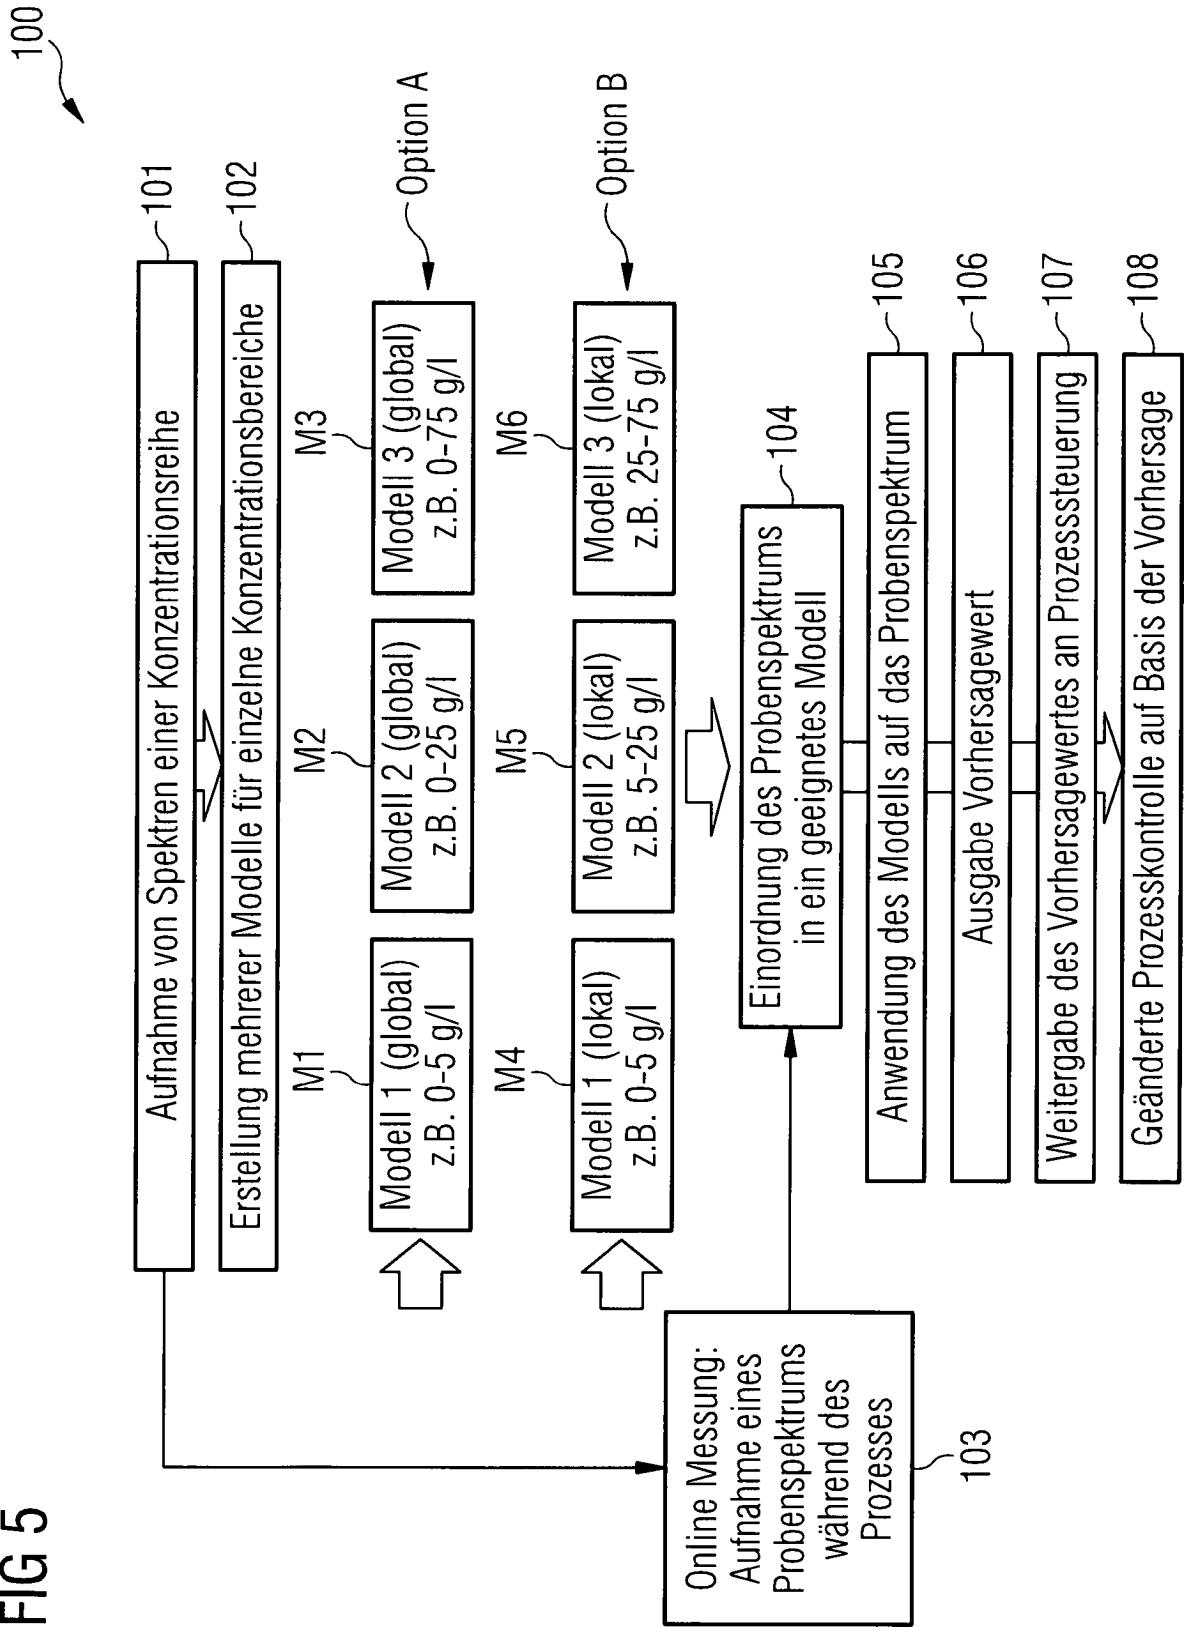 FIG 5
100
Aufnahme von Spektren einer Konzentrationsreihe
101
Erstellung mehrerer Modelle für einzelne Konzentrationsbereiche
102
M1
M2
M3
Modell 1 (global)
z.B. 0-5 g/l
Modell 2 (global)
z.B. 0-25 g/l
Modell 3 (global)
z.B. 0-75 g/l
Option A
M4
M5
M6
Modell 1 (lokal)
z.B. 0-5 g/l
Modell 2 (lokal)
z.B. 5-25 g/l
Modell 3 (lokal)
z.B. 25-75 g/l
Option B
Online Messung:
Aufnahme eines
Probenspektrums
während des
Prozesses
103
Einordnung des Probenspektrums
in ein geeignetes Modell
104
Anwendung des Modells auf das Probenspektrum
105
Ausgabe Vorhersagewert
106
Weitergabe des Vorhersagewertes an Prozesssteuerung
107
Geänderte Prozesskontrolle auf Basis der Vorhersage
108